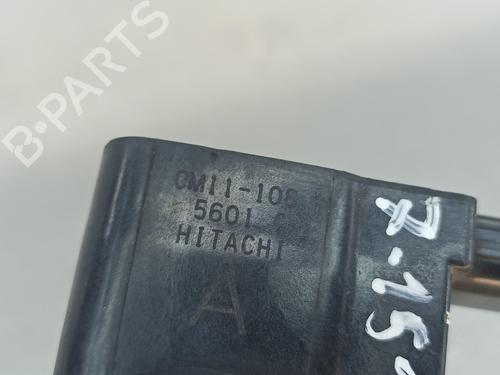 B-PARTS
CM11-108
5601 C
HITACHI
A